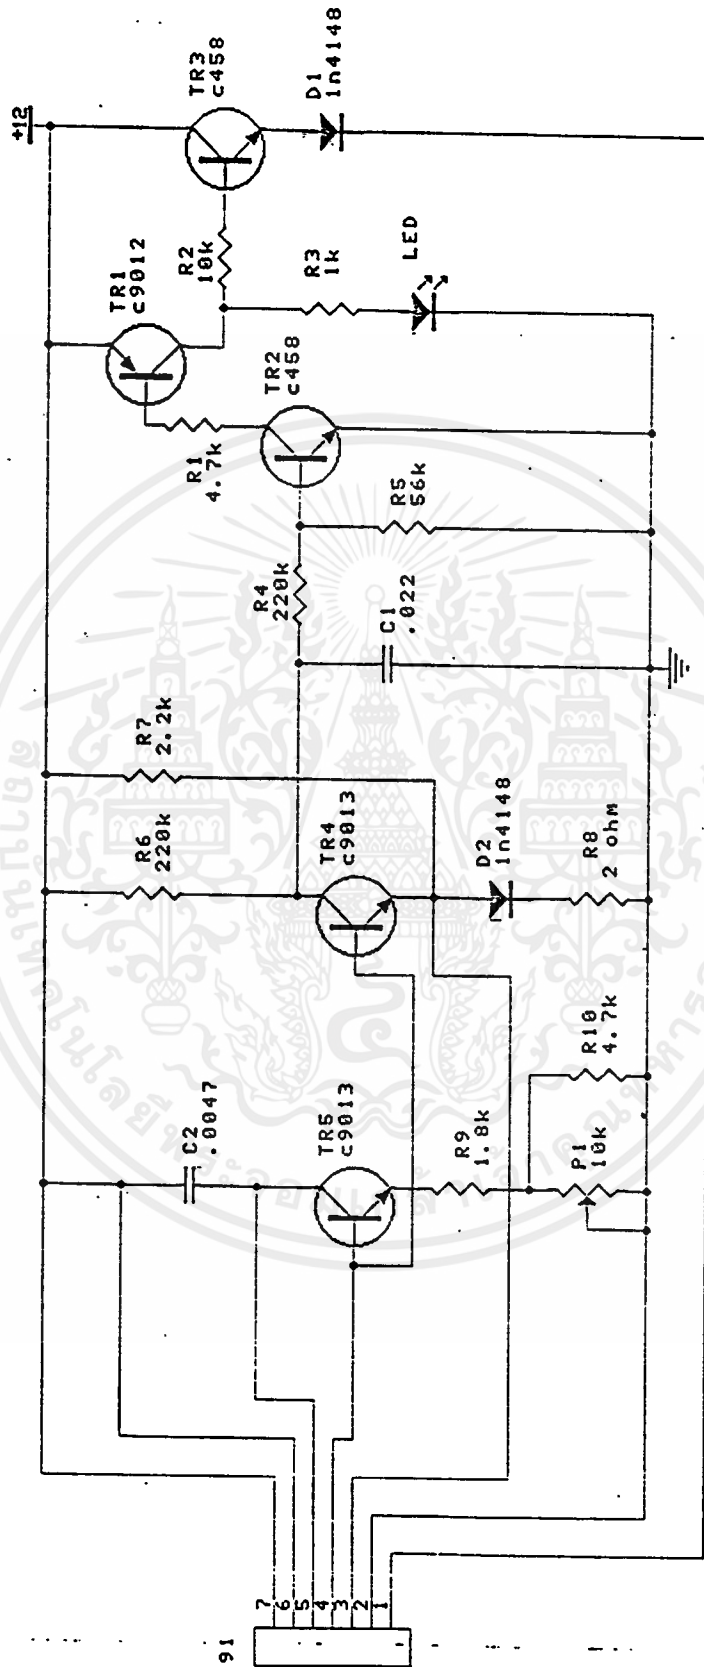 +12
TR3
c458
D1
1n4148
TR1
c9012
R2
10k
R3
1k
LED
TR2
c458
R1
4.7k
R5
56k
R4
220k
C1
.022
R7
2.2k
R6
220k
TR4
c9013
D2
1n4148
R8
2 ohm
C2
.0047
TR5
c9013
R9
1.8k
R10
4.7k
P1
10k
7
6
5
4
3
2
1
91